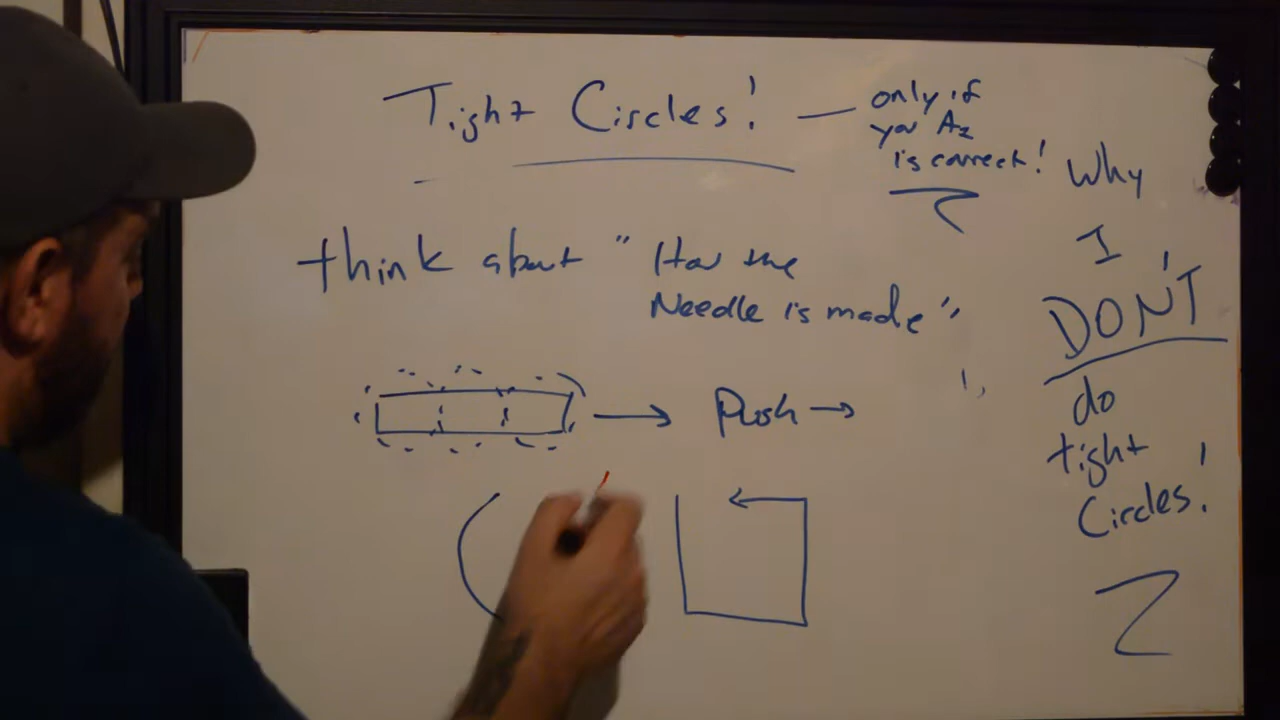 Tight Circles! — only if
you Az
is correct!
think about " How the
Needle is made "
→ Push →
Why
I
DON'T
do
tight
Circles!